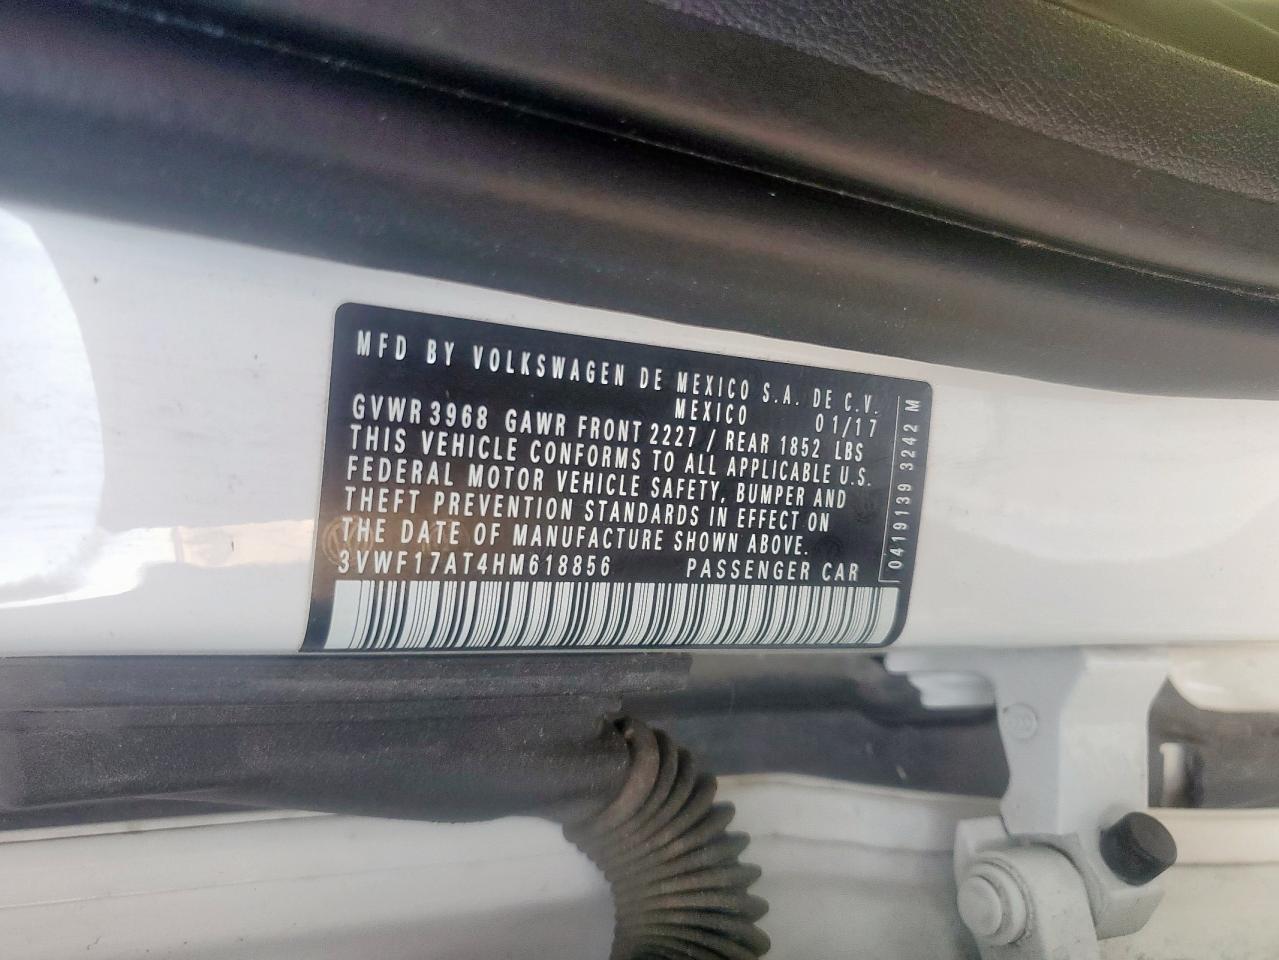 MFD BY VOLKSWAGEN DE MEXICO S.A. DE C.V.
MEXICO 01/17
GVWR 3968 GAWR FRONT 2227 / REAR 1852 LBS
THIS VEHICLE CONFORMS TO ALL APPLICABLE U.S.
FEDERAL MOTOR VEHICLE SAFETY, BUMPER AND
THEFT PREVENTION STANDARDS IN EFFECT ON
THE DATE OF MANUFACTURE SHOWN ABOVE.
3VWF17AT4HM618856 PASSENGER CAR
0419139 3242 M